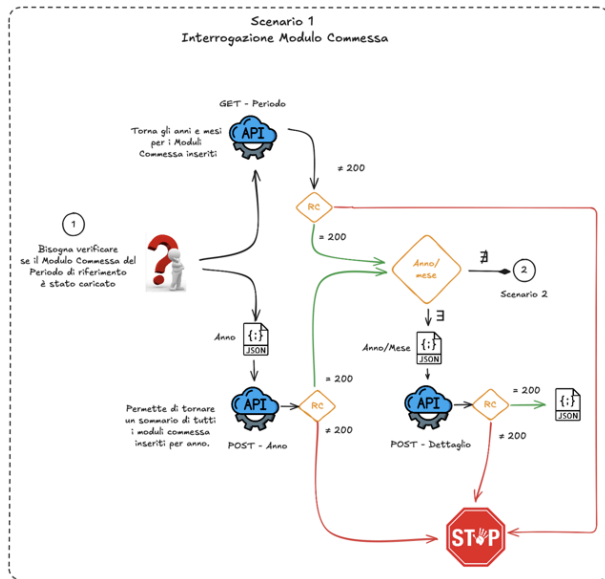 Scenario 1
Interrogazione Modulo Commessa
GET - Periodo
Torna gli anni e mesi
per i Moduli
Commessa inseriti
API
≠ 200
RC
= 200
1
Bisogna verificare
se il Modulo Commessa del
Periodo di riferimento
è stato caricato
?
Anno/
mese
∄
2
Scenario 2
∃
Anno
{;}
JSON
Anno/Mese
{;}
JSON
= 200
Permette di tornare
un sommario di tutti
i moduli commessa
inseriti per anno.
API
RC
≠ 200
POST - Anno
API
RC
= 200
{;}
JSON
≠ 200
POST - Dettaglio
STOP